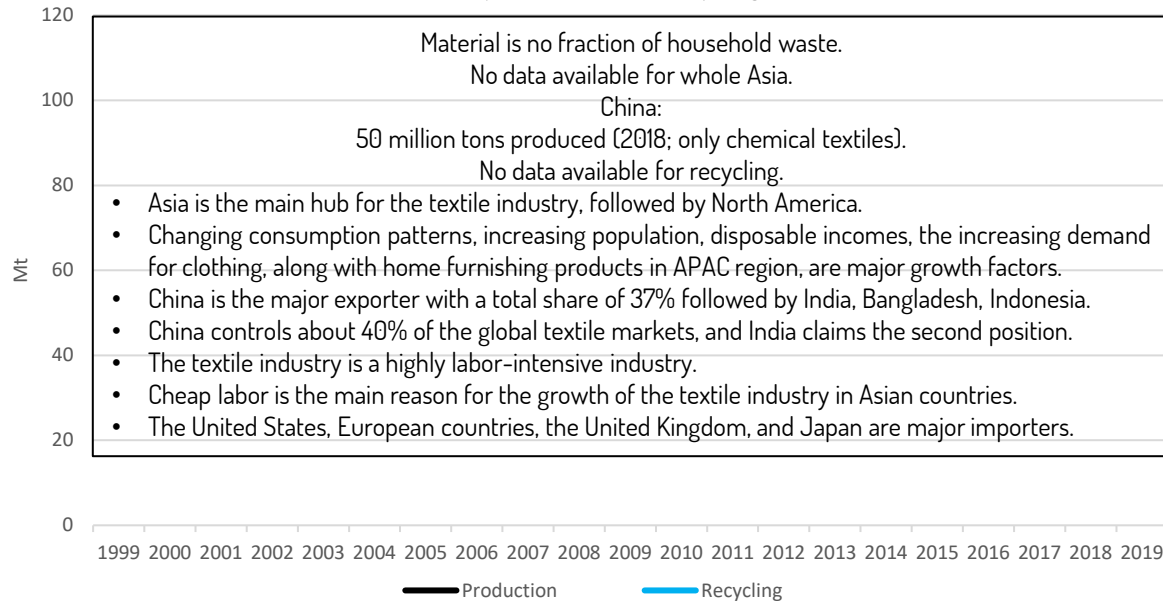 120
Material is no fraction of household waste.
No data available for whole Asia.
100
China:
50 million tons produced (2018; only chemical textiles).
No data available for recycling.
80
• Asia is the main hub for the textile industry, followed by North America.
• Changing consumption patterns, increasing population, disposable incomes, the increasing demand
for clothing, along with home furnishing products in APAC region, are major growth factors.
60
Mt
• China is the major exporter with a total share of 37% followed by India, Bangladesh, Indonesia.
• China controls about 40% of the global textile markets, and India claims the second position.
40
• The textile industry is a highly labor-intensive industry.
• Cheap labor is the main reason for the growth of the textile industry in Asian countries.
• The United States, European countries, the United Kingdom, and Japan are major importers.
20
0
1999 2000 2001 2002 2003 2004 2005 2006 2007 2008 2009 2010 2011 2012 2013 2014 2015 2016 2017 2018 2019
Production Recycling